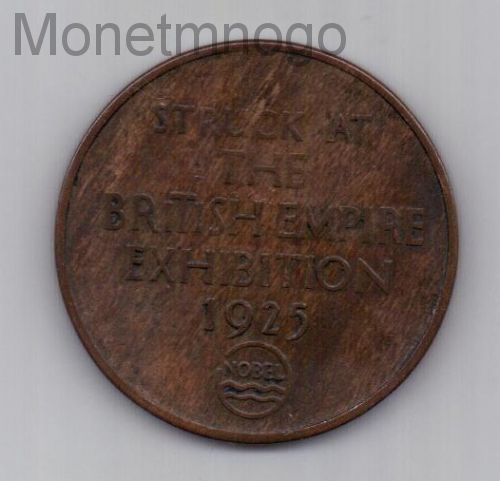 Monetmnogo
STRUCK AT
THE
BRITISH EMPIRE
EXHIBITION
1925
NOBEL